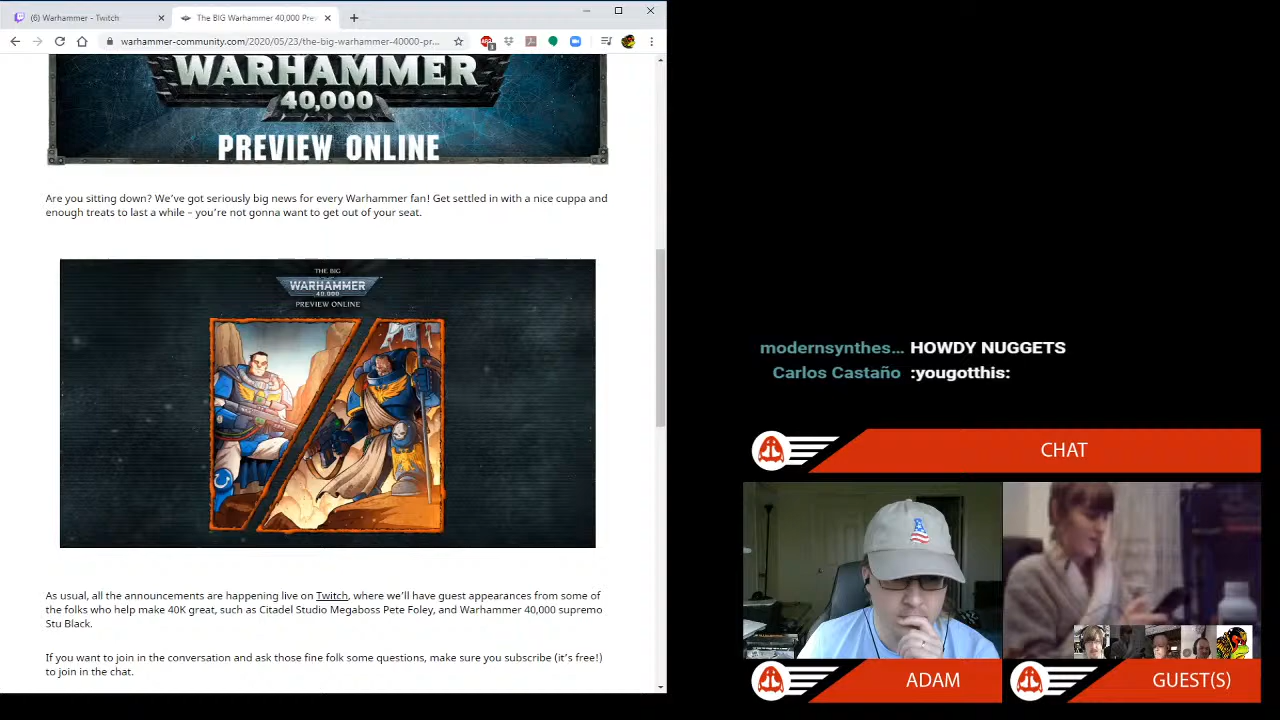 (6) Warhammer - Twitch
The BIG Warhammer 40,000 Pre
warhammer-community.com/2020/05/23/the-big-warhammer-40000-pr...
WARHAMMER
40,000
PREVIEW ONLINE
Are you sitting down? We've got seriously big news for every Warhammer fan! Get settled in with a nice cuppa and
enough treats to last a while – you're not gonna want to get out of your seat.
THE BIG
WARHAMMER
40,000
PREVIEW ONLINE
As usual, all the announcements are happening live on Twitch, where we'll have guest appearances from some of
the folks who help make 40K great, such as Citadel Studio Megaboss Pete Foley, and Warhammer 40,000 supremo
Stu Black.
If you want to join in the conversation and ask those fine folk some questions, make sure you subscribe (it's free!)
to join in the chat.
modernsynthes... HOWDY NUGGETS
Carlos Castaño :yougotthis:
CHAT
ADAM
GUEST(S)